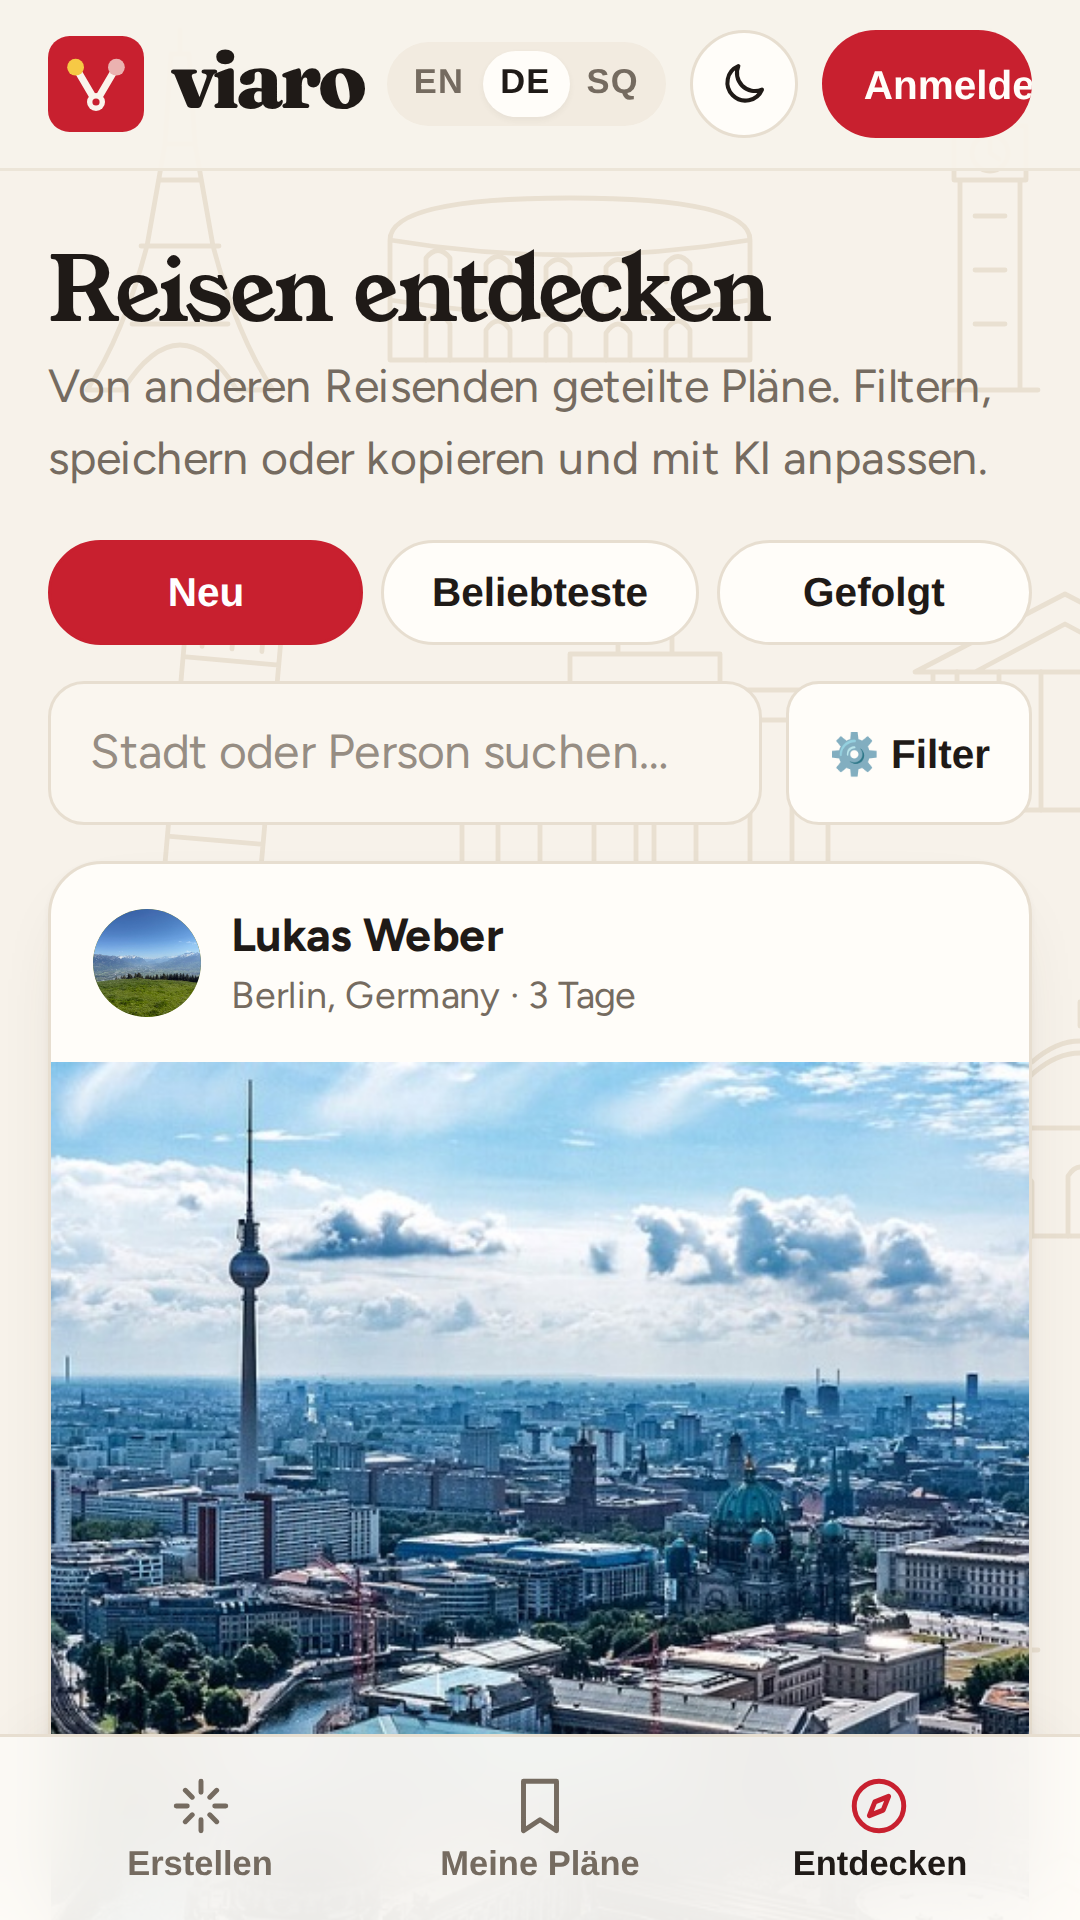 viaro
EN DE SQ
Anmelde
Reisen entdecken
Von anderen Reisenden geteilte Pläne. Filtern,
speichern oder kopieren und mit KI anpassen.
Neu
Beliebteste
Gefolgt
Stadt oder Person suchen...
⚙️ Filter
Lukas Weber
Berlin, Germany · 3 Tage
Erstellen
Meine Pläne
Entdecken